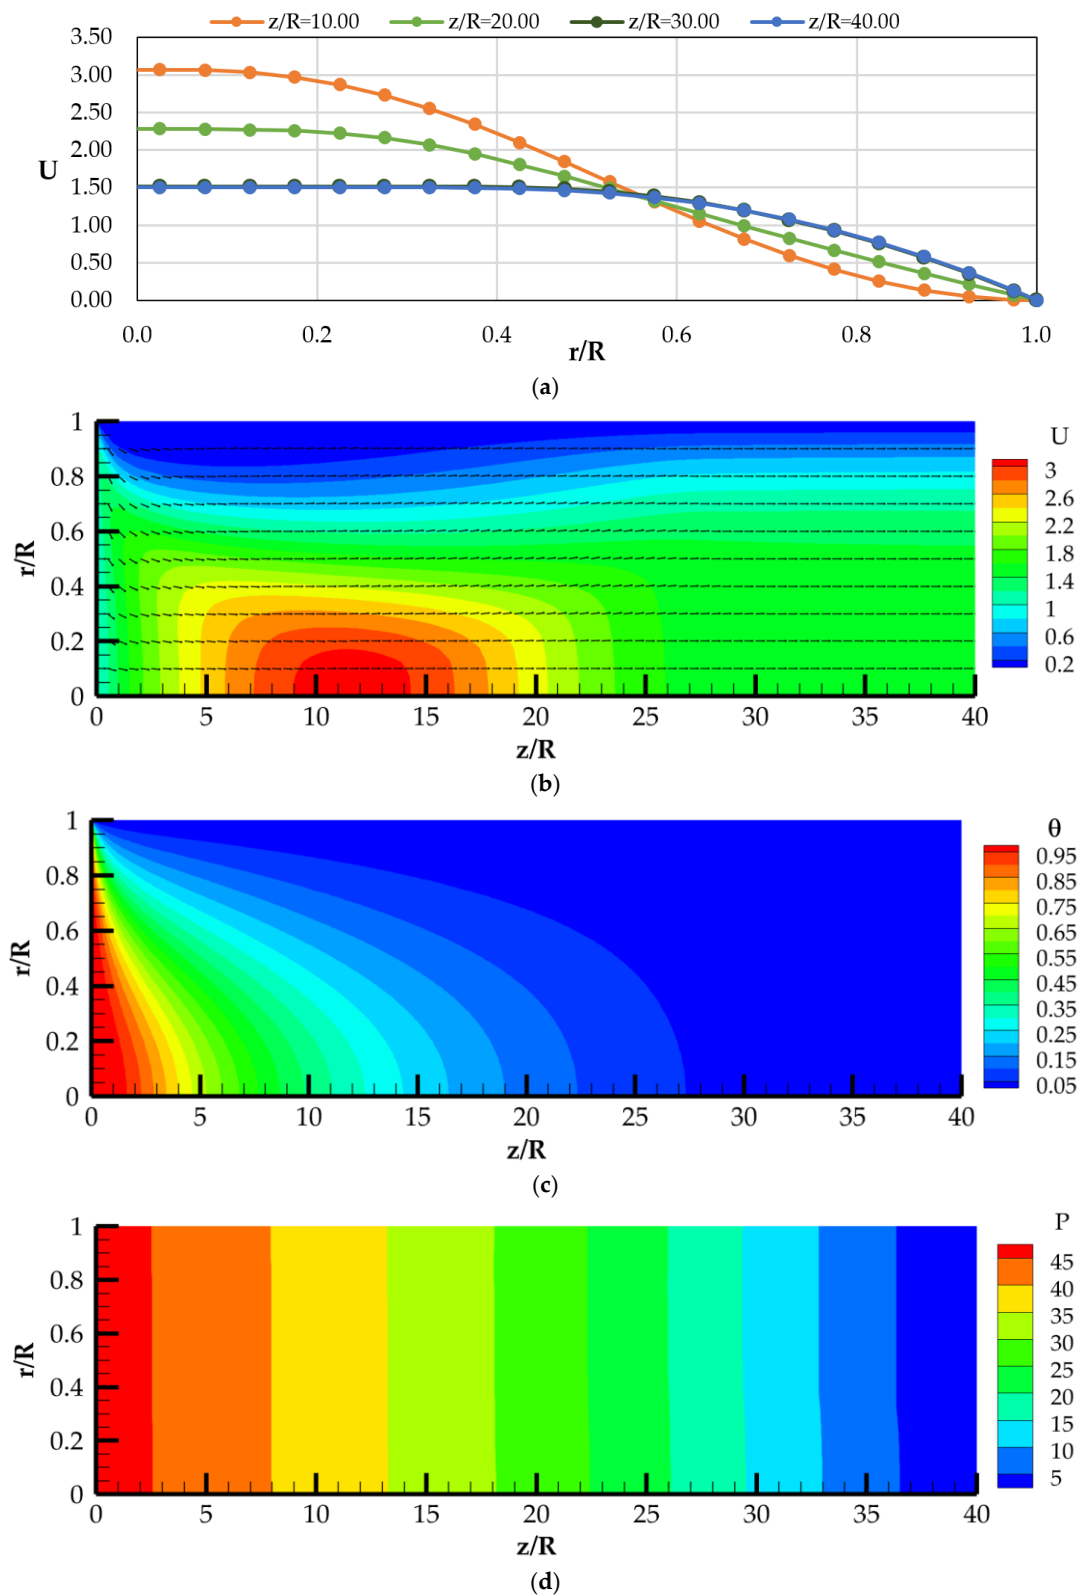 z/R=10.00 z/R=20.00 z/R=30.00 z/R=40.00
3.50
3.00
2.50
2.00
U
1.50
1.00
0.50
0.00
0.0 0.2 0.4 0.6 0.8 1.0
r/R
(a)
1
0.8
0.6
0.4
0.2
0
r/R
0 5 10 15 20 25 30 35 40
z/R
U
3
2.6
2.2
1.8
1.4
1
0.6
0.2
(b)
1
0.8
0.6
0.4
0.2
0
r/R
0 5 10 15 20 25 30 35 40
z/R
θ
0.95
0.85
0.75
0.65
0.55
0.45
0.35
0.25
0.15
0.05
(c)
1
0.8
0.6
0.4
0.2
0
r/R
0 5 10 15 20 25 30 35 40
z/R
P
45
40
35
30
25
20
15
10
5
(d)